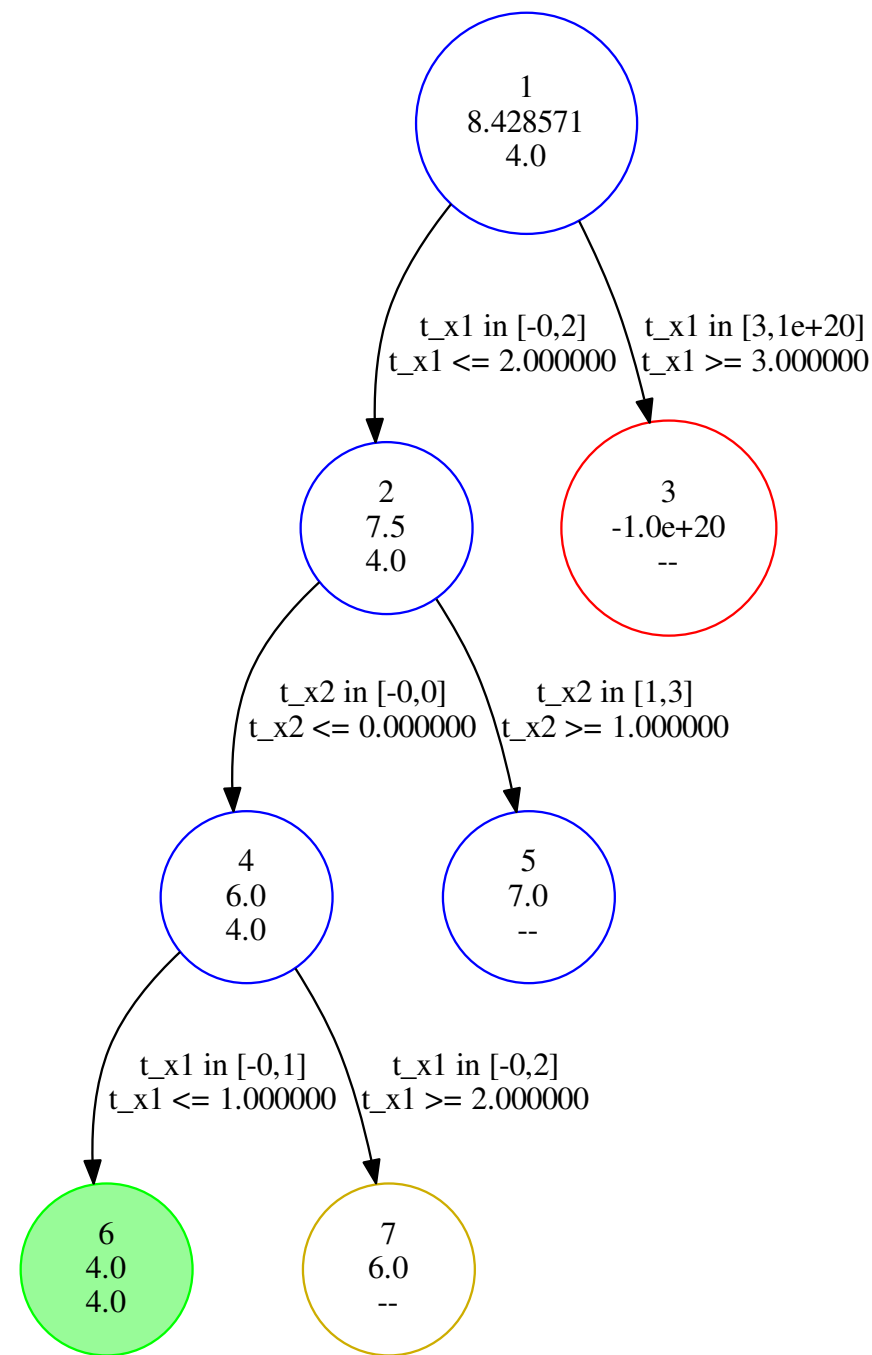 1
8.428571
4.0
t_x1 in [-0,2]
t_x1 <= 2.000000
t_x1 in [3,1e+20]
t_x1 >= 3.000000
2
7.5
4.0
3
-1.0e+20
--
t_x2 in [-0,0]
t_x2 <= 0.000000
t_x2 in [1,3]
t_x2 >= 1.000000
4
6.0
4.0
5
7.0
--
t_x1 in [-0,1]
t_x1 <= 1.000000
t_x1 in [-0,2]
t_x1 >= 2.000000
6
4.0
4.0
7
6.0
--